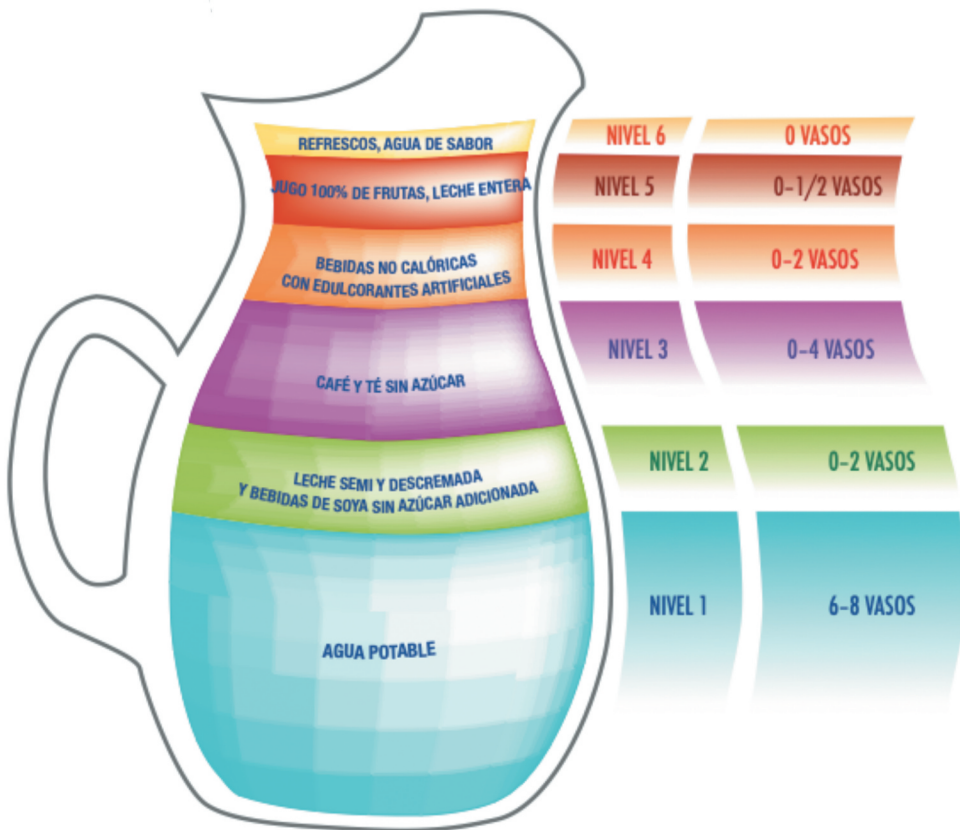 REFRESCOS, AGUA DE SABOR
NIVEL 6
0 VASOS
JUGO 100% DE FRUTAS, LECHE ENTERA
NIVEL 5
0-1/2 VASOS
BEBIDAS NO CALÓRICAS
CON EDULCORANTES ARTIFICIALES
NIVEL 4
0-2 VASOS
CAFÉ Y TÉ SIN AZÚCAR
NIVEL 3
0-4 VASOS
LECHE SEMI Y DESCREMADA
Y BEBIDAS DE SOYA SIN AZÚCAR ADICIONADA
NIVEL 2
0-2 VASOS
AGUA POTABLE
NIVEL 1
6-8 VASOS